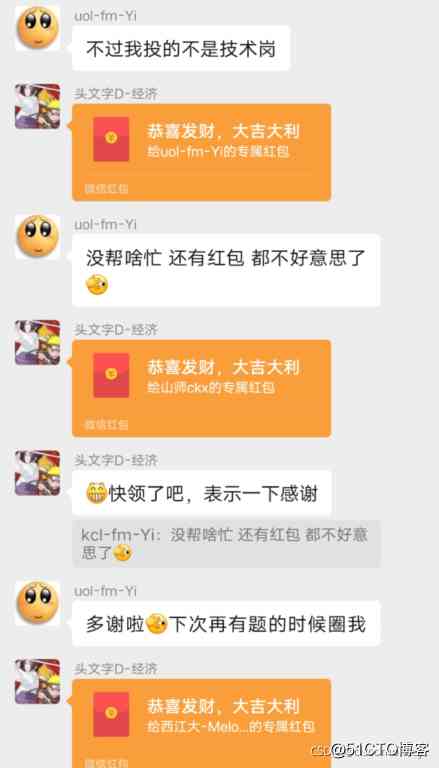 uol-fm-Yi
不过我投的不是技术岗
头文字D-经济
恭喜发财，大吉大利
给uol-fm-Yi的专属红包
微信红包
uol-fm-Yi
没帮啥忙 还有红包 都不好意思了
头文字D-经济
恭喜发财，大吉大利
给山师ckx的专属红包
微信红包
头文字D-经济
快领了吧，表示一下感谢
kcl-fm-Yi：没帮啥忙 还有红包 都不好意
思了
uol-fm-Yi
多谢啦 下次再有题的时候圈我
头文字D-经济
恭喜发财，大吉大利
给西江大-Melo...的专属红包
微信红包
@51CTO博客